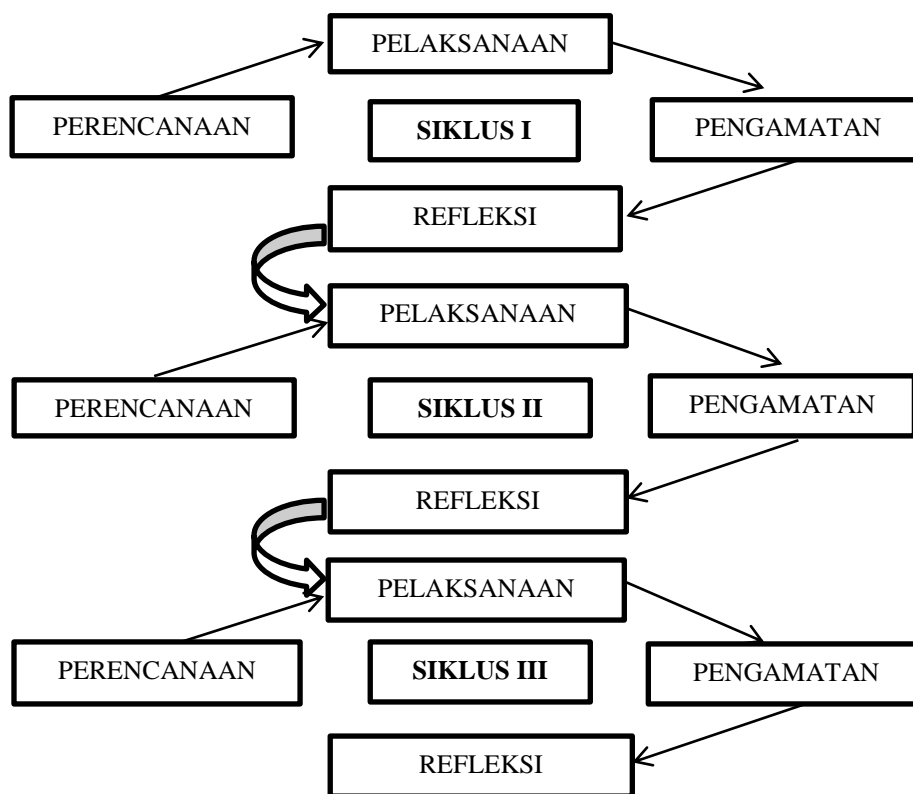 PELAKSANAAN
PERENCANAAN
SIKLUS I
PENGAMATAN
REFLEKSI
PELAKSANAAN
PERENCANAAN
SIKLUS II
PENGAMATAN
REFLEKSI
PELAKSANAAN
PERENCANAAN
SIKLUS III
PENGAMATAN
REFLEKSI